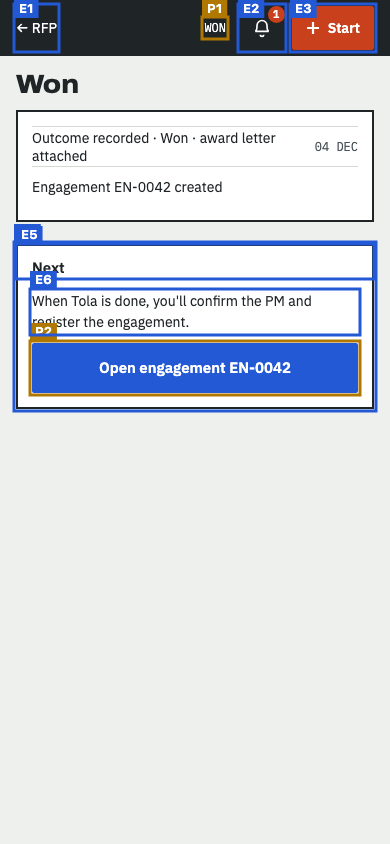 E1
← RFP
P1
WON
E2
1
E3
+ Start
Won
Outcome recorded · Won · award letter attached
04 DEC
Engagement EN-0042 created
E5
Next
E6
When Tola is done, you'll confirm the PM and
register the engagement.
P2
Open engagement EN-0042